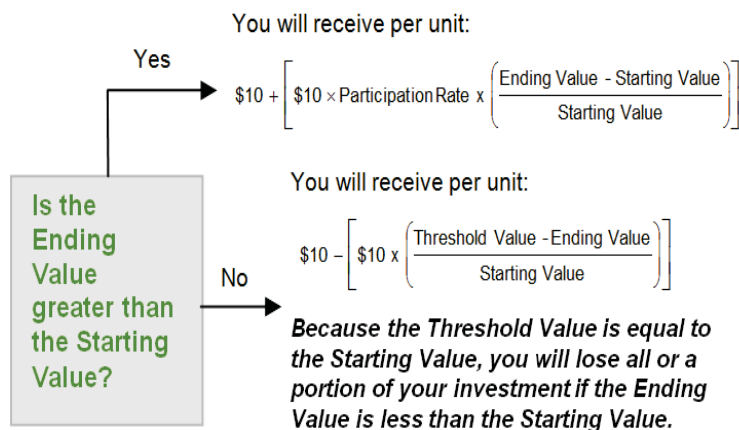 You will receive per unit:
Yes
$10 + [ $10 × Participation Rate x ( Ending Value - Starting Value / Starting Value ) ]
Is the
Ending
Value
greater than
the Starting
Value?
No
You will receive per unit:
$10 – [ $10 x ( Threshold Value - Ending Value / Starting Value ) ]
Because the Threshold Value is equal to
the Starting Value, you will lose all or a
portion of your investment if the Ending
Value is less than the Starting Value.